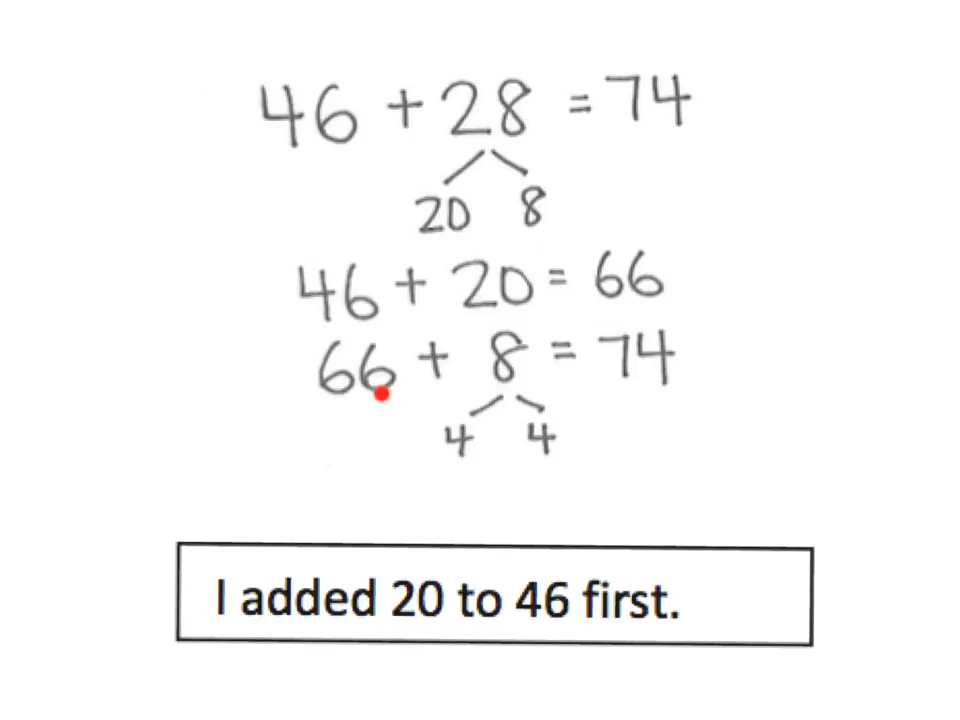 46 + 28 = 74
20 8
46 + 20 = 66
66 + 8 = 74
4 4
I added 20 to 46 first.